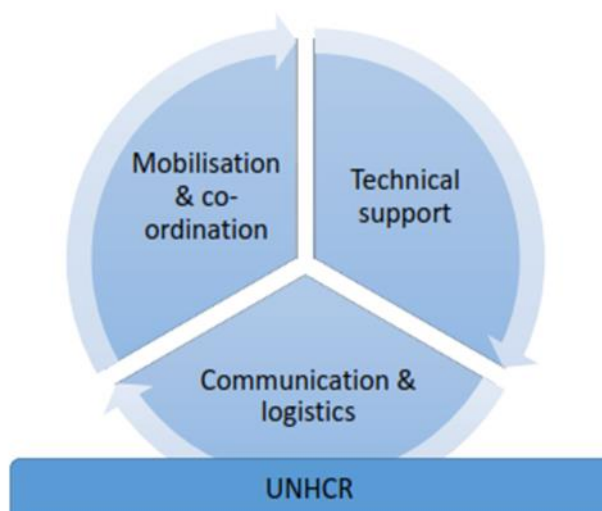 Mobilisation
& co-
ordination
Technical
support
Communication &
logistics
UNHCR